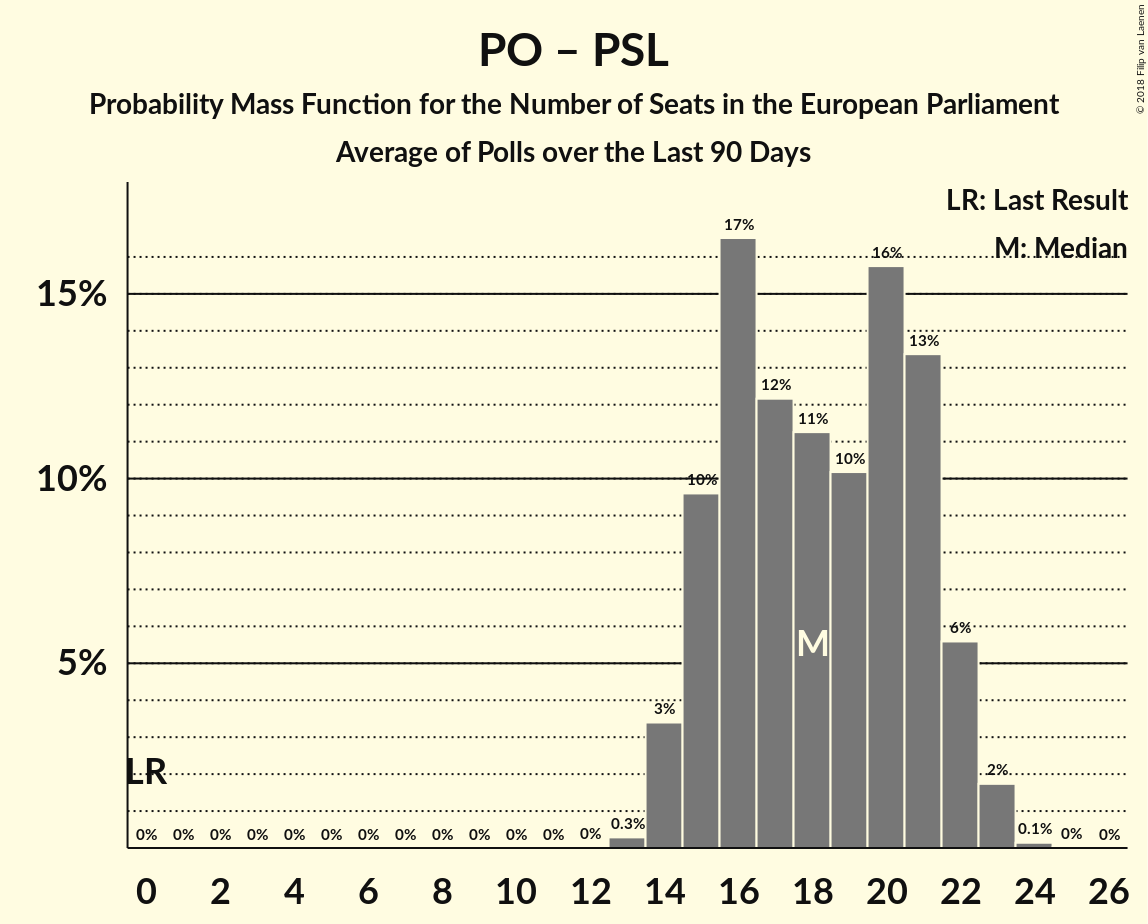 PO – PSL
Probability Mass Function for the Number of Seats in the European Parliament
Average of Polls over the Last 90 Days
© 2018 Filip van Laenen
LR: Last Result
M: Median
15%
10%
5%
17%
16%
13%
12%
11%
10%
10%
6%
M
3%
LR
2%
0% 0% 0% 0% 0% 0% 0% 0% 0% 0% 0% 0% 0% 0.3% 0.1% 0% 0%
0 2 4 6 8 10 12 14 16 18 20 22 24 26